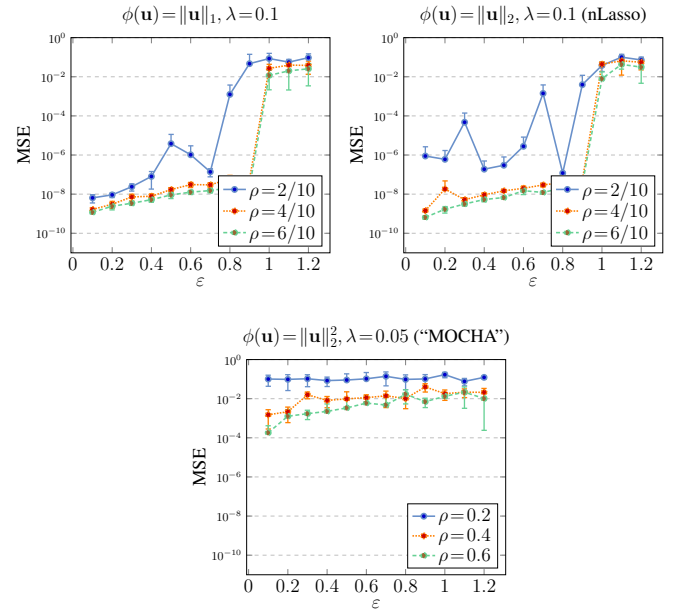 ϕ(u) = ‖u‖₁, λ = 0.1
10⁰
10⁻²
10⁻⁴
10⁻⁶
10⁻⁸
10⁻¹⁰
MSE
ρ = 2/10
ρ = 4/10
ρ = 6/10
0 0.2 0.4 0.6 0.8 1 1.2
ε
ϕ(u) = ‖u‖₂, λ = 0.1 (nLasso)
10⁰
10⁻²
10⁻⁴
10⁻⁶
10⁻⁸
10⁻¹⁰
MSE
ρ = 2/10
ρ = 4/10
ρ = 6/10
0 0.2 0.4 0.6 0.8 1 1.2
ε
ϕ(u) = ‖u‖₂², λ = 0.05 (“MOCHA”)
10⁰
10⁻²
10⁻⁴
10⁻⁶
10⁻⁸
10⁻¹⁰
MSE
ρ = 0.2
ρ = 0.4
ρ = 0.6
0 0.2 0.4 0.6 0.8 1 1.2
ε